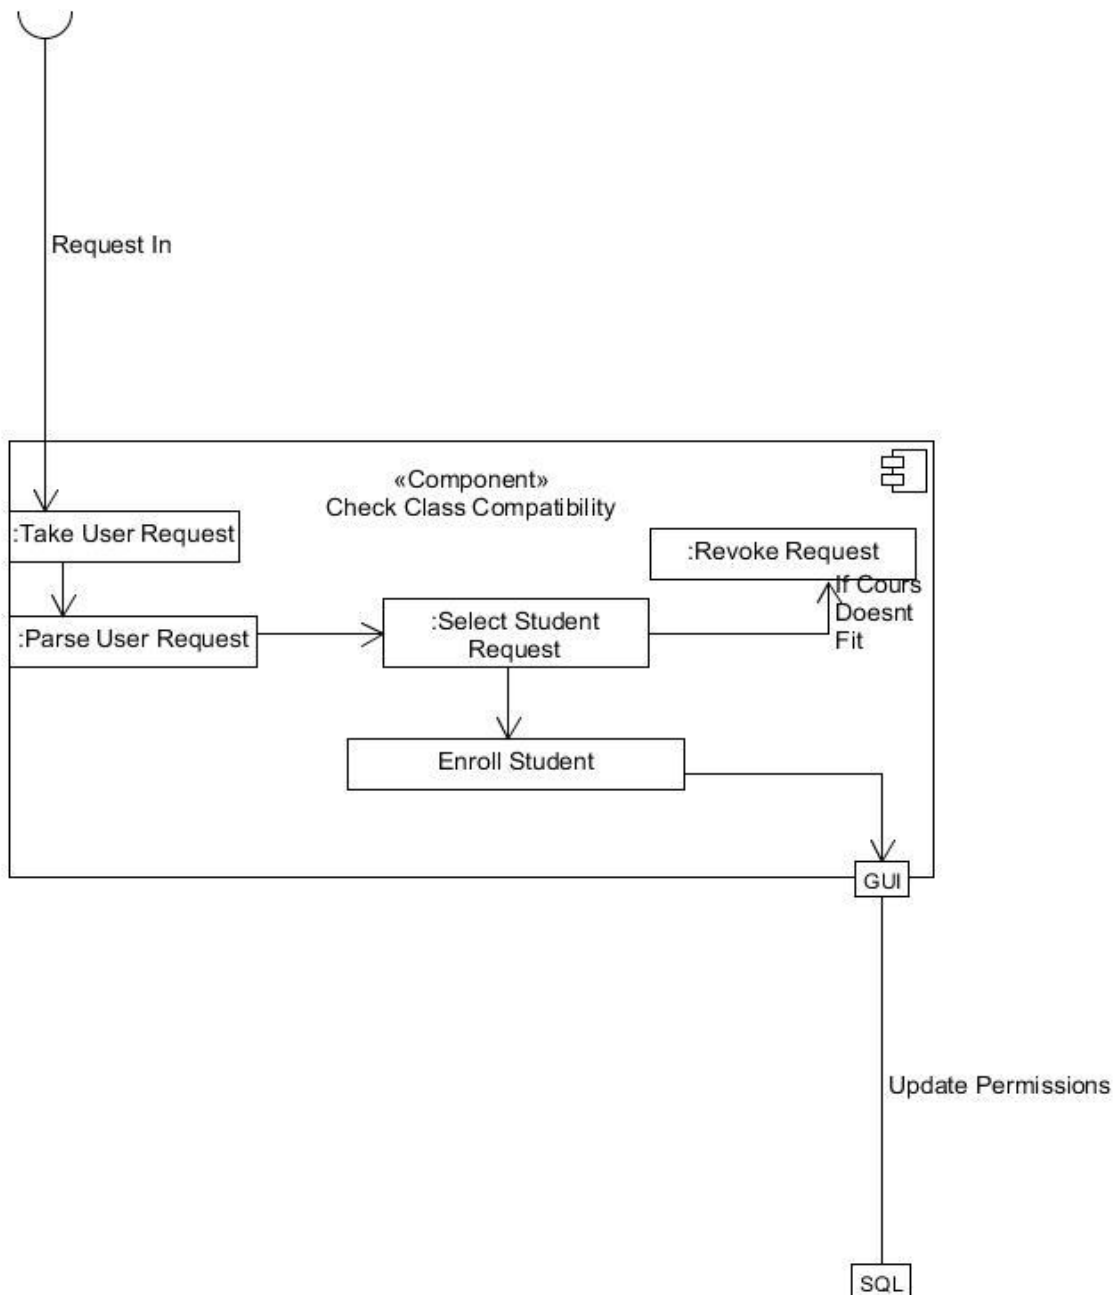 Request In
«Component»
Check Class Compatibility
:Take User Request
:Revoke Request
If Cours
Doesnt
Fit
:Parse User Request
:Select Student
Request
Enroll Student
GUI
Update Permissions
SQL